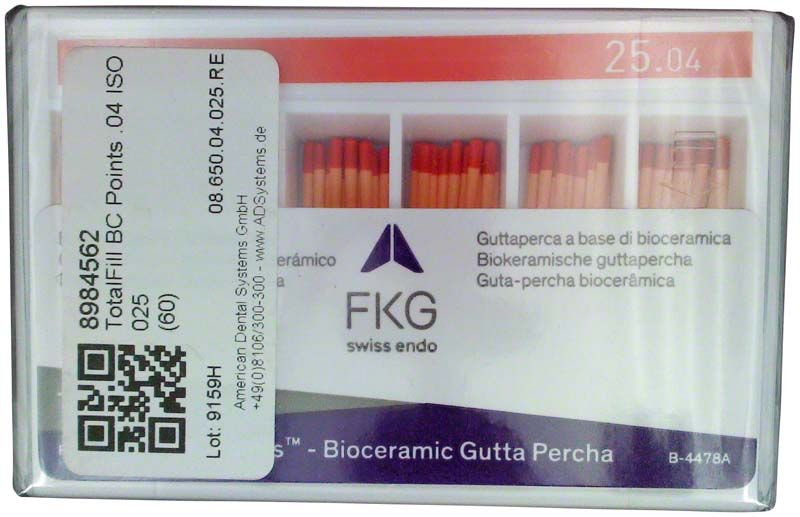 25.04
8984562
TotalFill BC Points .04 ISO
025
(60)
08.650.04.025.RE
Lot: 9159H
American Dental Systems GmbH
+49(0)8106/300-300 - www.ADSystems.de
erámico
a
FKG
swiss endo
Guttaperca a base di bioceramica
Biokeramische guttapercha
Guta-percha biocerâmica
s™ - Bioceramic Gutta Percha
B-4478A